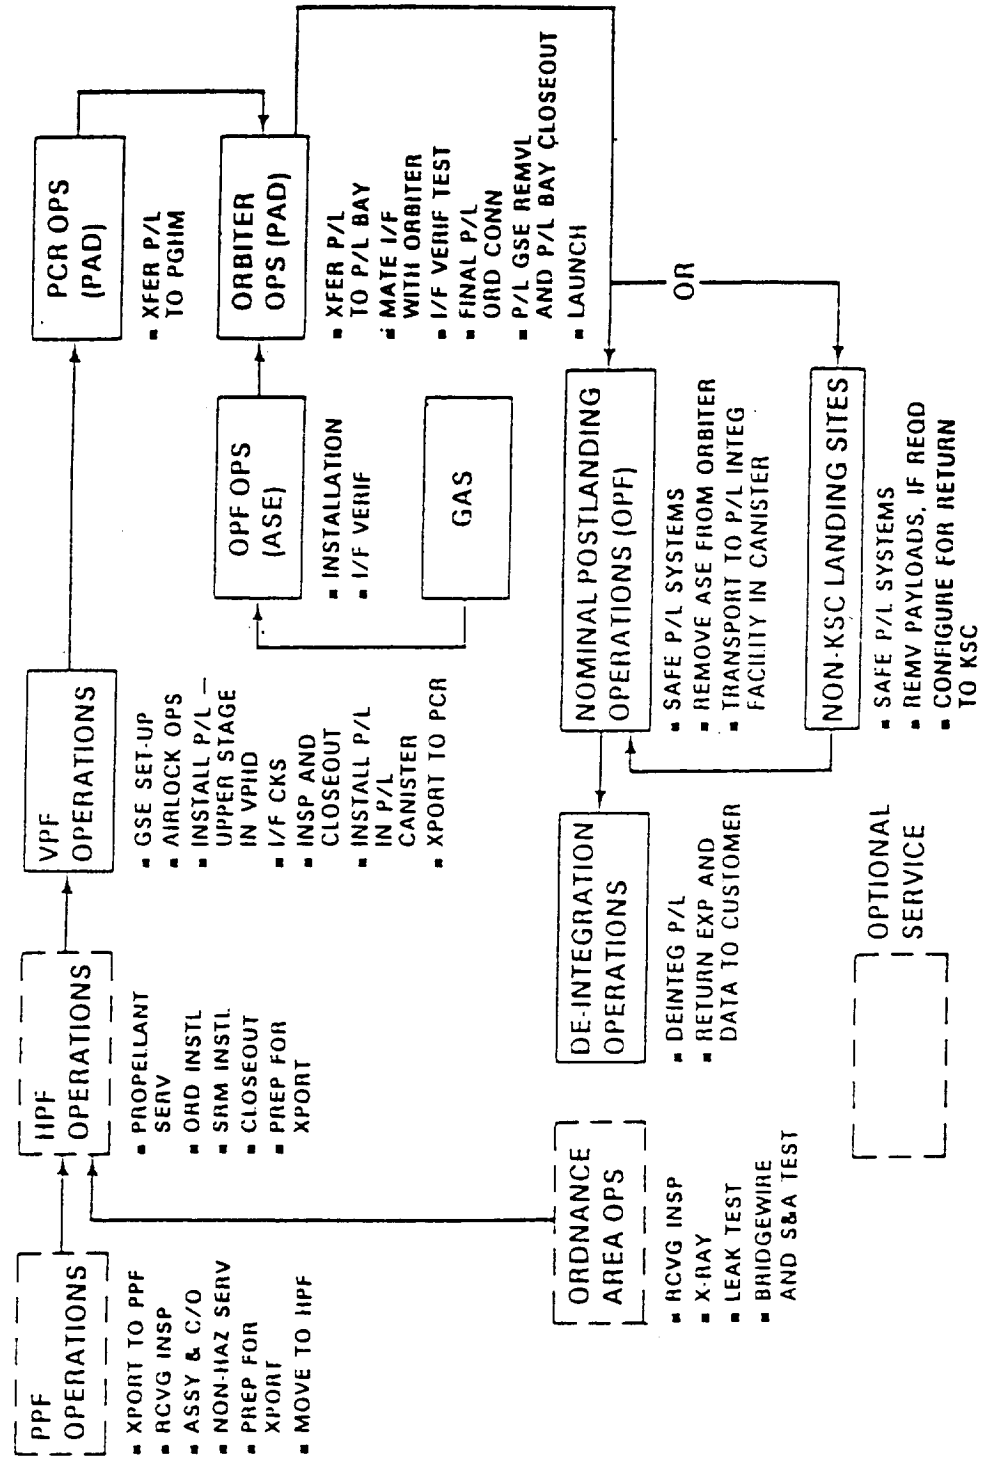 PPF
OPERATIONS
▪ XPORT TO PPF
▪ RCVG INSP
▪ ASSY & C/O
▪ NON-HAZ SERV
▪ PREP FOR
XPORT
▪ MOVE TO HPF
HPF
OPERATIONS
▪ PROPELLANT
SERV
▪ ORD INSTL
▪ SRM INSTL
▪ CLOSEOUT
▪ PREP FOR
XPORT
VPF
OPERATIONS
▪ GSE SET-UP
▪ AIRLOCK OPS
▪ INSTALL P/L –
UPPER STAGE
IN VPHD
▪ I/F CKS
▪ INSP AND
CLOSEOUT
▪ INSTALL P/L
IN P/L
CANISTER
▪ XPORT TO PCR
PCR OPS
(PAD)
▪ XFER P/L
TO PGHM
OPF OPS
(ASE)
▪ INSTALLATION
▪ I/F VERIF
GAS
ORBITER
OPS (PAD)
▪ XFER P/L
TO P/L BAY
▪ MATE I/F
WITH ORBITER
▪ I/F VERIF TEST
▪ FINAL P/L
ORD CONN
▪ P/L GSE REMVL
AND P/L BAY CLOSEOUT
▪ LAUNCH
ORDNANCE
AREA OPS
▪ RCVG INSP
▪ X-RAY
▪ LEAK TEST
▪ BRIDGEWIRE
AND S&A TEST
DE-INTEGRATION
OPERATIONS
▪ DEINTEG P/L
▪ RETURN EXP AND
DATA TO CUSTOMER
NOMINAL POSTLANDING
OPERATIONS (OPF)
▪ SAFE P/L SYSTEMS
▪ REMOVE ASE FROM ORBITER
▪ TRANSPORT TO P/L INTEG
FACILITY IN CANISTER
OR
NON-KSC LANDING SITES
▪ SAFE P/L SYSTEMS
▪ REMV PAYLOADS, IF REQD
▪ CONFIGURE FOR RETURN
TO KSC
OPTIONAL
SERVICE